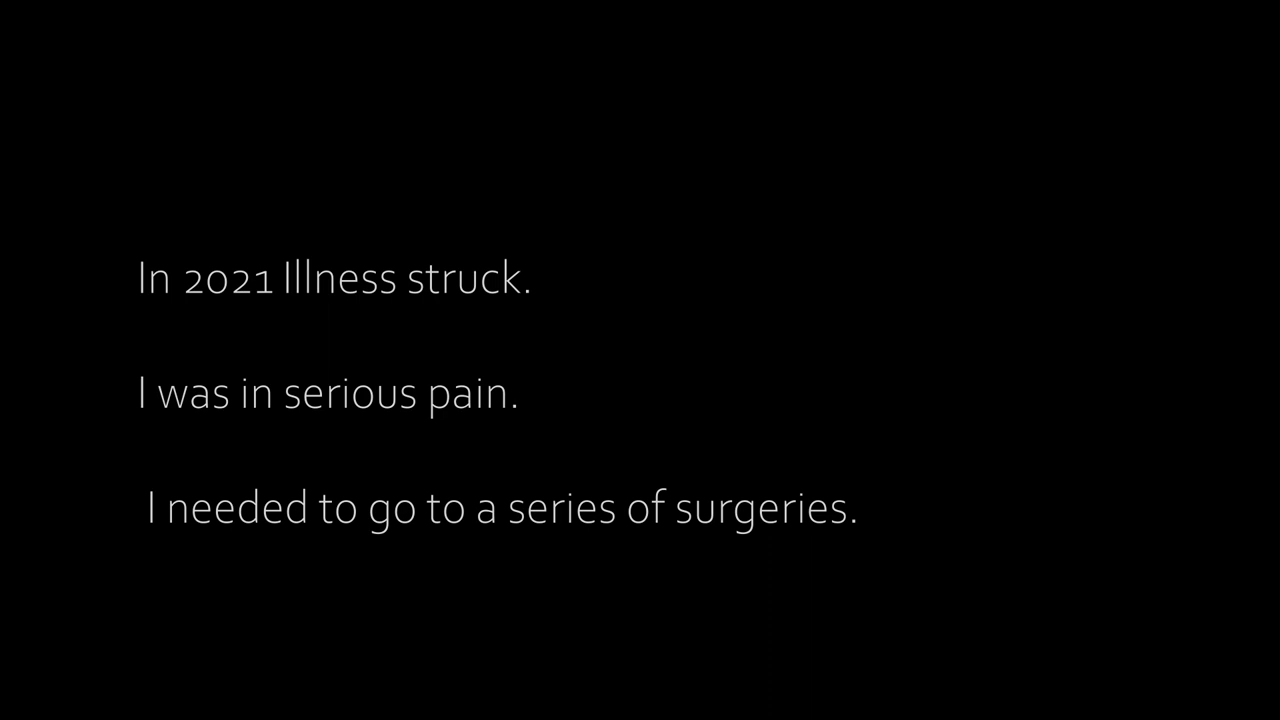 In 2021 Illness struck.
I was in serious pain.
I needed to go to a series of surgeries.